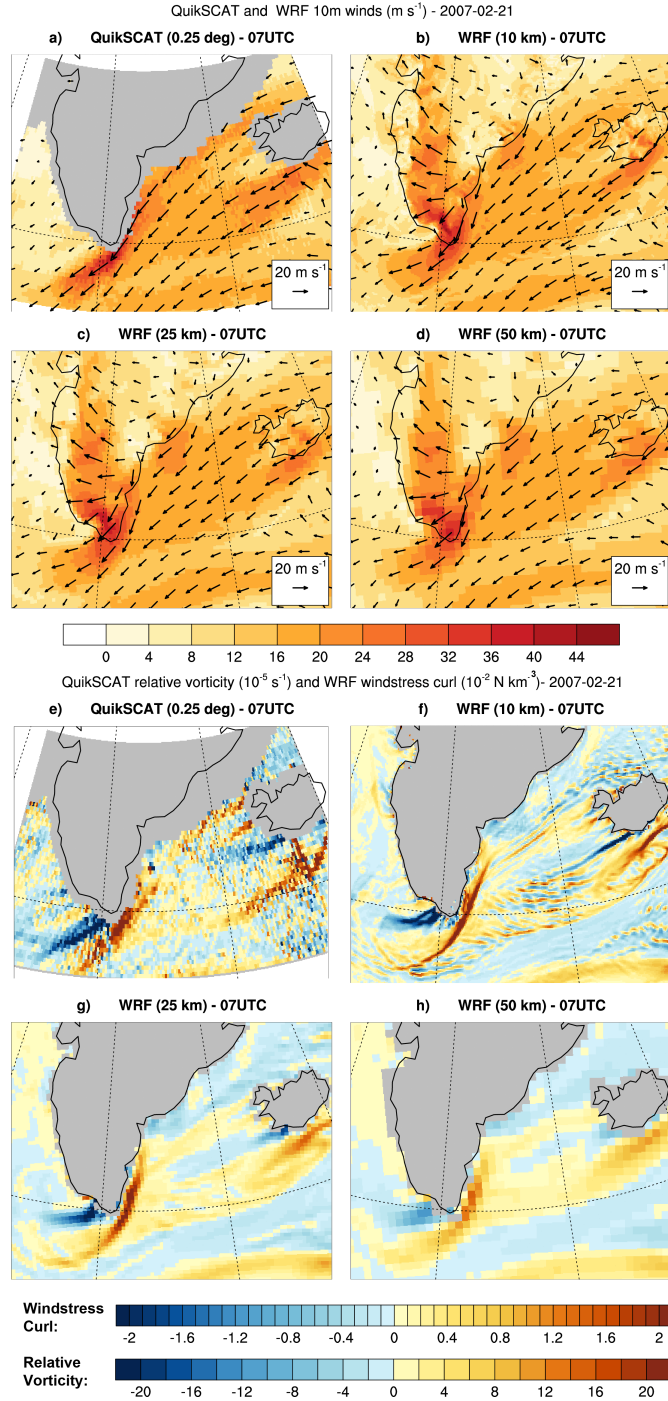 QuikSCAT and WRF 10m winds (m s⁻¹) - 2007-02-21
a) QuikSCAT (0.25 deg) - 07UTC
b) WRF (10 km) - 07UTC
20 m s⁻¹
20 m s⁻¹
c) WRF (25 km) - 07UTC
d) WRF (50 km) - 07UTC
20 m s⁻¹
20 m s⁻¹
0 4 8 12 16 20 24 28 32 36 40 44
QuikSCAT relative vorticity (10⁻⁵ s⁻¹) and WRF windstress curl (10⁻² N km⁻³)- 2007-02-21
e) QuikSCAT (0.25 deg) - 07UTC
f) WRF (10 km) - 07UTC
g) WRF (25 km) - 07UTC
h) WRF (50 km) - 07UTC
Windstress
Curl:
-2 -1.6 -1.2 -0.8 -0.4 0 0.4 0.8 1.2 1.6 2
Relative
Vorticity:
-20 -16 -12 -8 -4 0 4 8 12 16 20